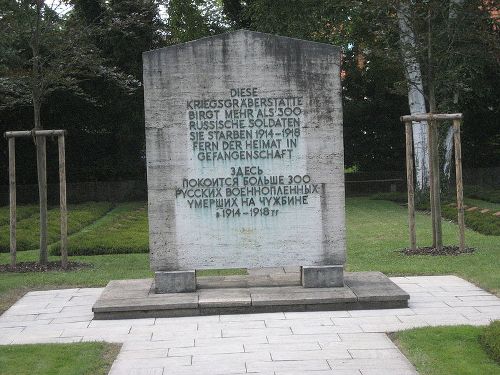 DIESE
KRIEGSGRÄBERSTÄTTE
BIRGT MEHR ALS 300
RUSSISCHE SOLDATEN
SIE STARBEN 1914-1918
FERN DER HEIMAT IN
GEFANGENSCHAFT
ЗДЕСЬ
ПОКОИТСЯ БОЛЬШЕ 300
РУССКИХ ВОЕННОПЛЕННЫХ
УМЕРШИХ НА ЧУЖБИНЕ
в 1914-1918 гг